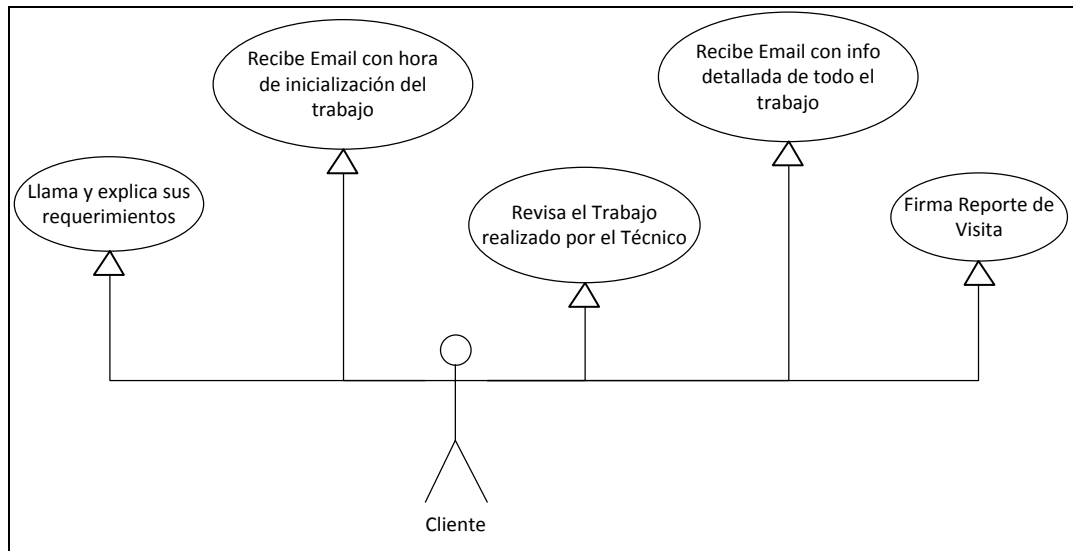 Llama y explica sus
requerimientos
Recibe Email con hora
de inicialización del
trabajo
Revisa el Trabajo
realizado por el Técnico
Recibe Email con info
detallada de todo el
trabajo
Firma Reporte de
Visita
Cliente